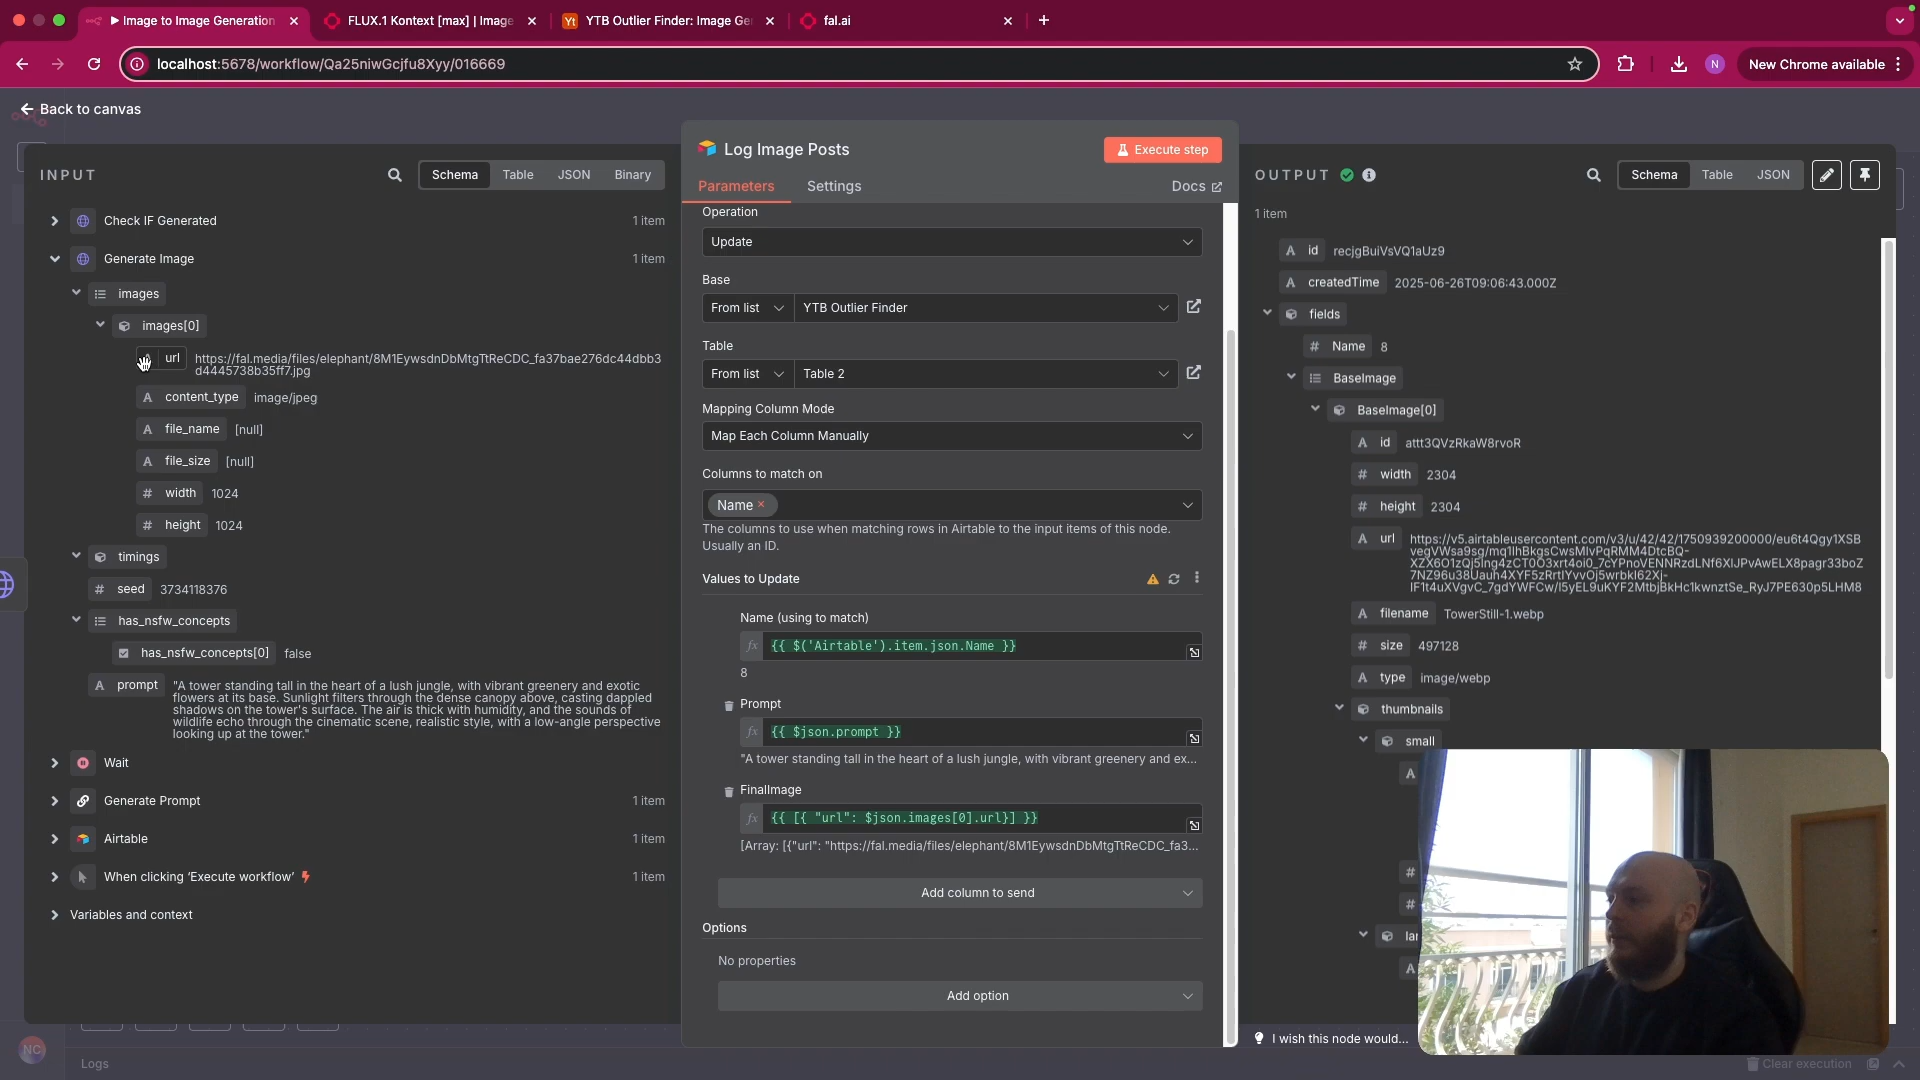 Image to Image Generation
FLUX.1 Kontext [max] | Image
YTB Outlier Finder: Image Ge
fal.ai
localhost:5678/workflow/Qa25niwGcjfu8Xyy/016669
N
New Chrome available
Back to canvas
INPUT
Schema
Table
JSON
Binary
Check IF Generated
1 item
Generate Image
1 item
images
images[0]
url
https://fal.media/files/elephant/8M1EywsdnDbMtgTtReCDC_fa37bae276dc44dbb3
d4445738b35ff7.jpg
A content_type image/jpeg
A file_name [null]
A file_size [null]
# width 1024
# height 1024
timings
# seed 3734118376
has_nsfw_concepts
has_nsfw_concepts[0] false
A prompt "A tower standing tall in the heart of a lush jungle, with vibrant greenery and exotic
flowers at its base. Sunlight filters through the dense canopy above, casting dappled
shadows on the tower's surface. The air is thick with humidity, and the sounds of
wildlife echo through the cinematic scene, realistic style, with a low-angle perspective
looking up at the tower."
Wait
Generate Prompt
1 item
Airtable
1 item
When clicking ‘Execute workflow’
1 item
Variables and context
NC
Logs
Log Image Posts
Execute step
Parameters
Settings
Docs
Operation
Update
Base
From list
YTB Outlier Finder
Table
From list
Table 2
Mapping Column Mode
Map Each Column Manually
Columns to match on
Name ×
The columns to use when matching rows in Airtable to the input items of this node.
Usually an ID.
Values to Update
Name (using to match)
fx {{ $('Airtable').item.json.Name }}
8
Prompt
fx {{ $json.prompt }}
"A tower standing tall in the heart of a lush jungle, with vibrant greenery and ex...
FinalImage
fx {{ [{ "url": $json.images[0].url}] }}
[Array: [{"url": "https://fal.media/files/elephant/8M1EywsdnDbMtgTtReCDC_fa3...
Add column to send
Options
No properties
Add option
OUTPUT
Schema
Table
JSON
1 item
A id recjgBuiVsVQ1aUz9
A createdTime 2025-06-26T09:06:43.000Z
fields
# Name 8
BaseImage
BaseImage[0]
A id attt3QVzRkaW8rvoR
# width 2304
# height 2304
A url
A filename TowerStill-1.webp
# size 497128
A type image/webp
thumbnails
small
A
#
#
lar
A
I wish this node would...
Clear execution